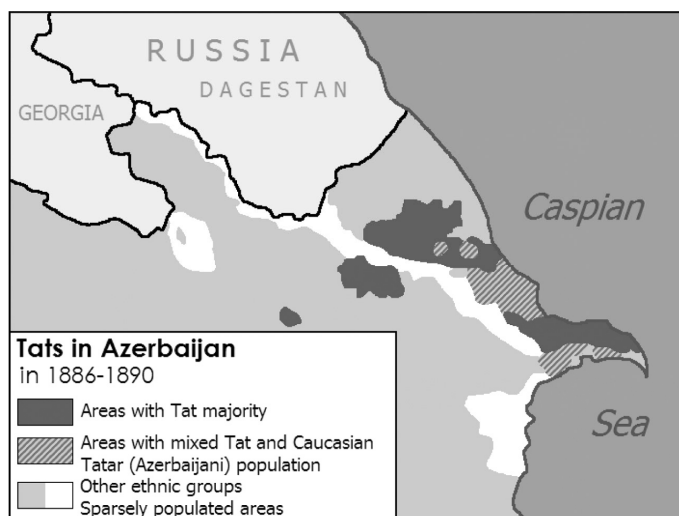 RUSSIA
DAGESTAN
GEORGIA
Caspian
Sea
Tats in Azerbaijan
in 1886-1890
Areas with Tat majority
Areas with mixed Tat and Caucasian
Tatar (Azerbaijani) population
Other ethnic groups
Sparsely populated areas